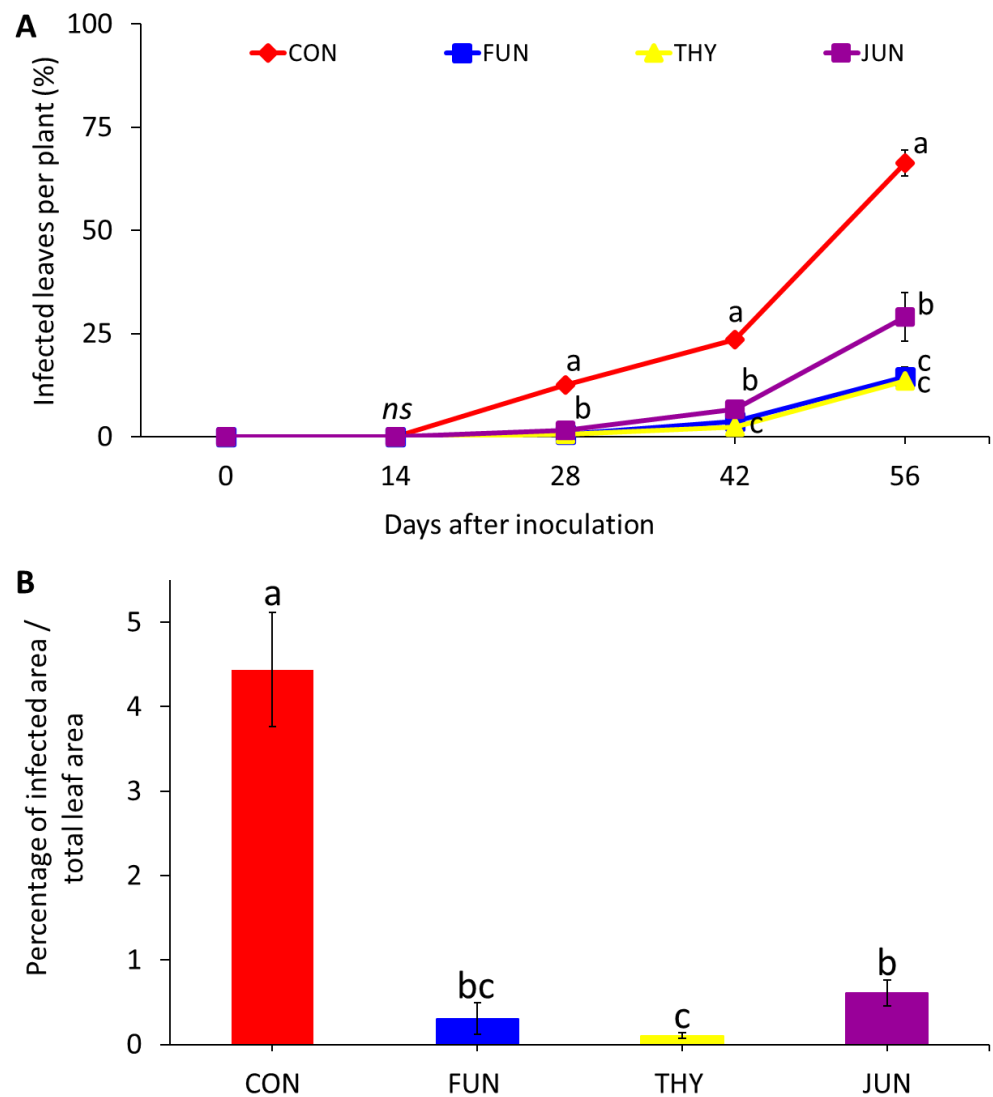 A
Infected leaves per plant (%)
100
75
50
25
0
CON FUN THY JUN
ns
a
b
a
b
c
a
b
c
c
0 14 28 42 56
Days after inoculation
B
Percentage of infected area /
total leaf area
5
4
3
2
1
0
a
bc
c
b
CON FUN THY JUN